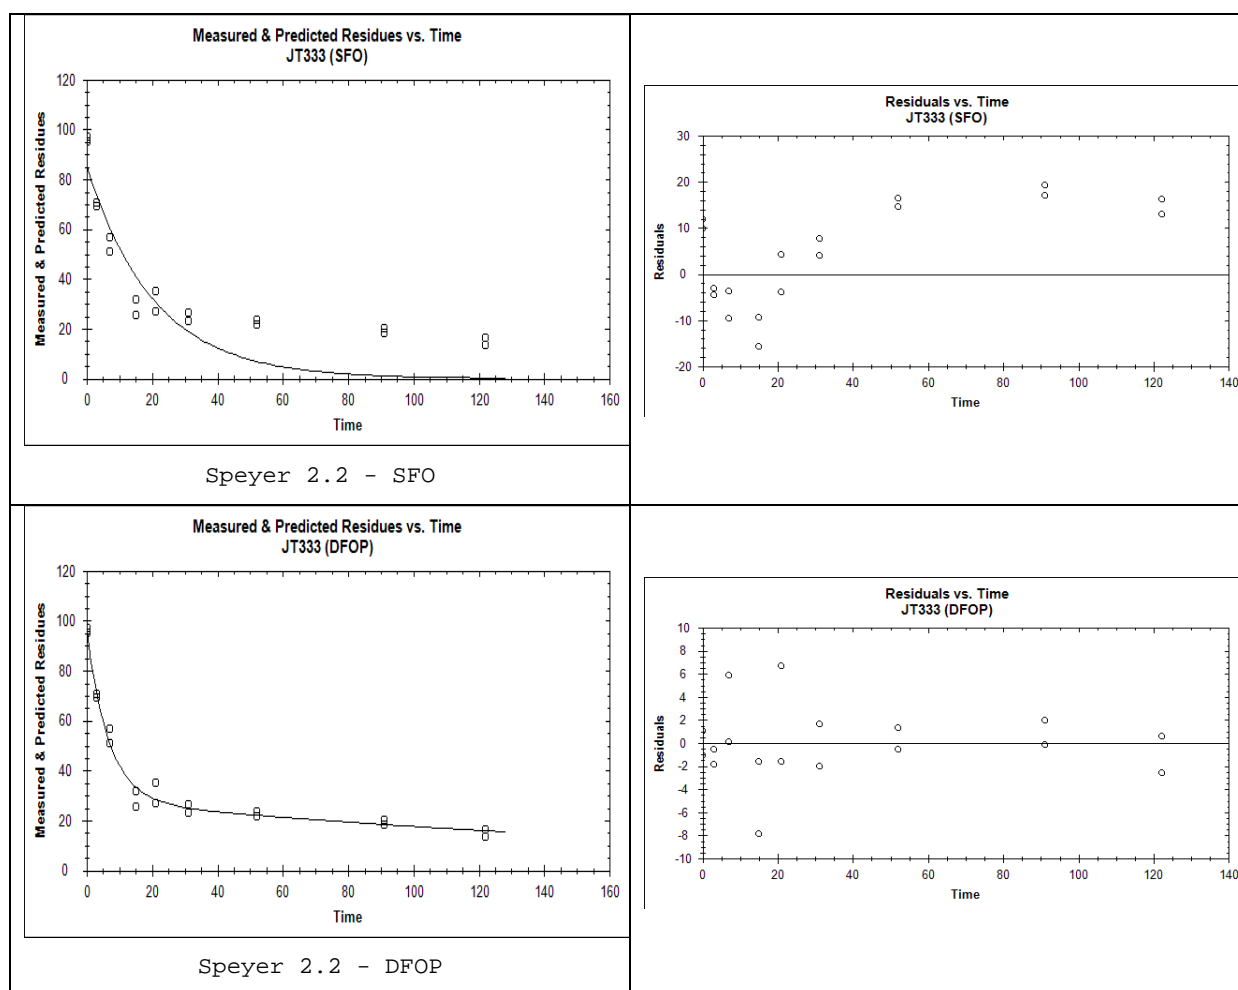 Measured & Predicted Residues vs. Time
JT333 (SFO)
Measured & Predicted Residues
120
100
80
60
40
20
0
0 20 40 60 80 100 120 140 160
Time
Speyer 2.2 - SFO
Residuals vs. Time
JT333 (SFO)
Residuals
30
20
10
0
-10
-20
0 20 40 60 80 100 120 140
Time
Measured & Predicted Residues vs. Time
JT333 (DFOP)
Measured & Predicted Residues
120
100
80
60
40
20
0
0 20 40 60 80 100 120 140 160
Time
Speyer 2.2 - DFOP
Residuals vs. Time
JT333 (DFOP)
Residuals
10
8
6
4
2
0
-2
-4
-6
-8
-10
0 20 40 60 80 100 120 140
Time